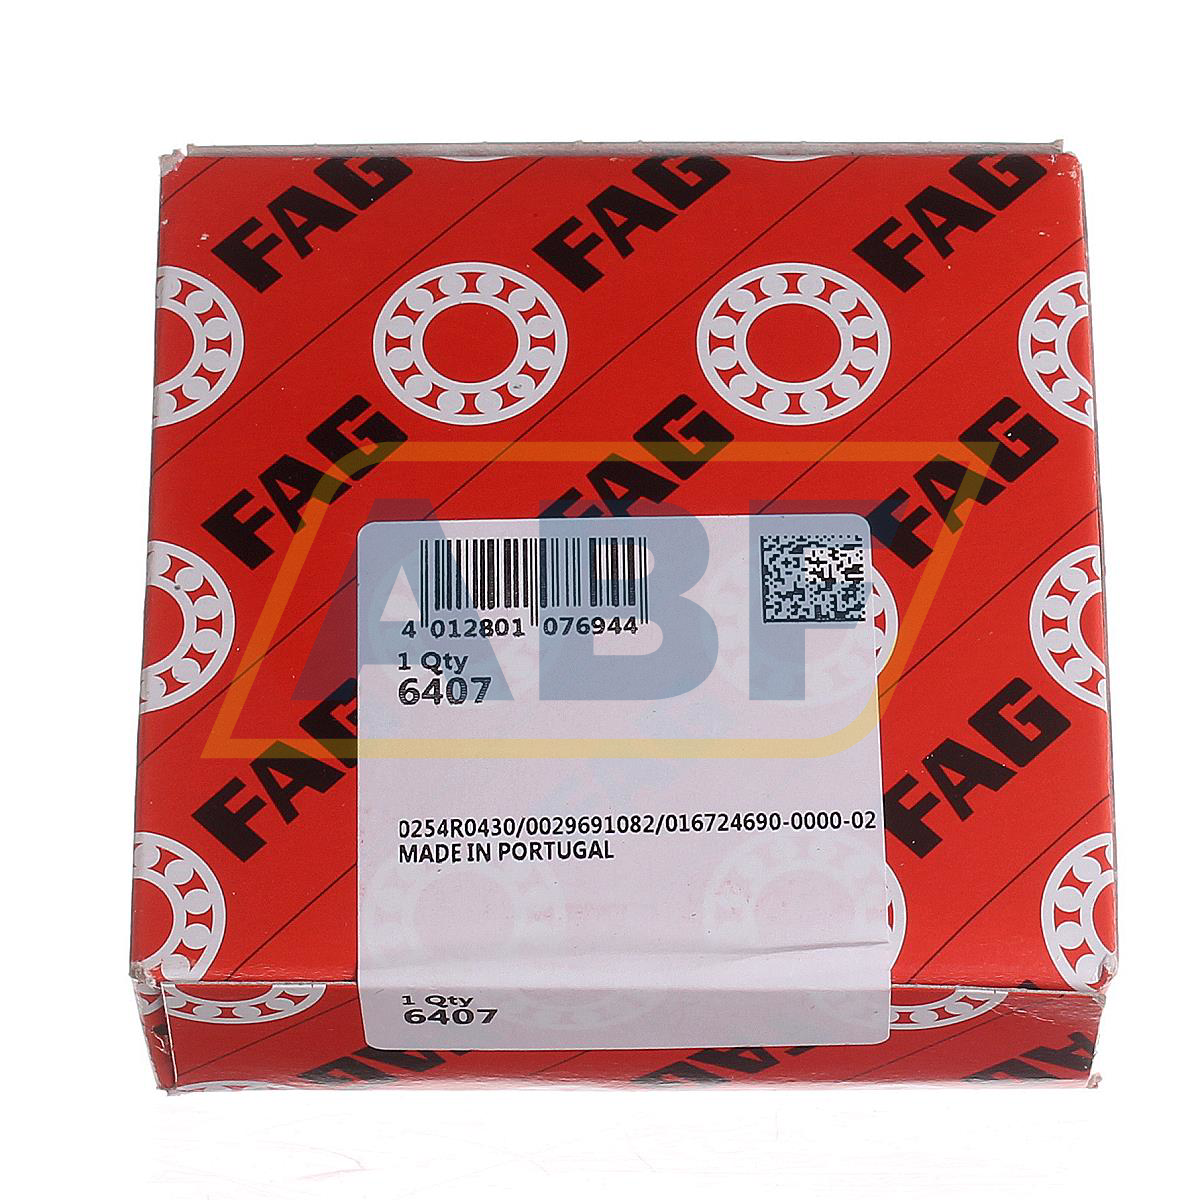 FAG FAG FAG
FAG FAG FAG
ABF
4 012801 076944
1 Qty
6407
FAG FAG
0254R0430/0029691082/016724690-0000-02
MADE IN PORTUGAL
1 Qty
6407